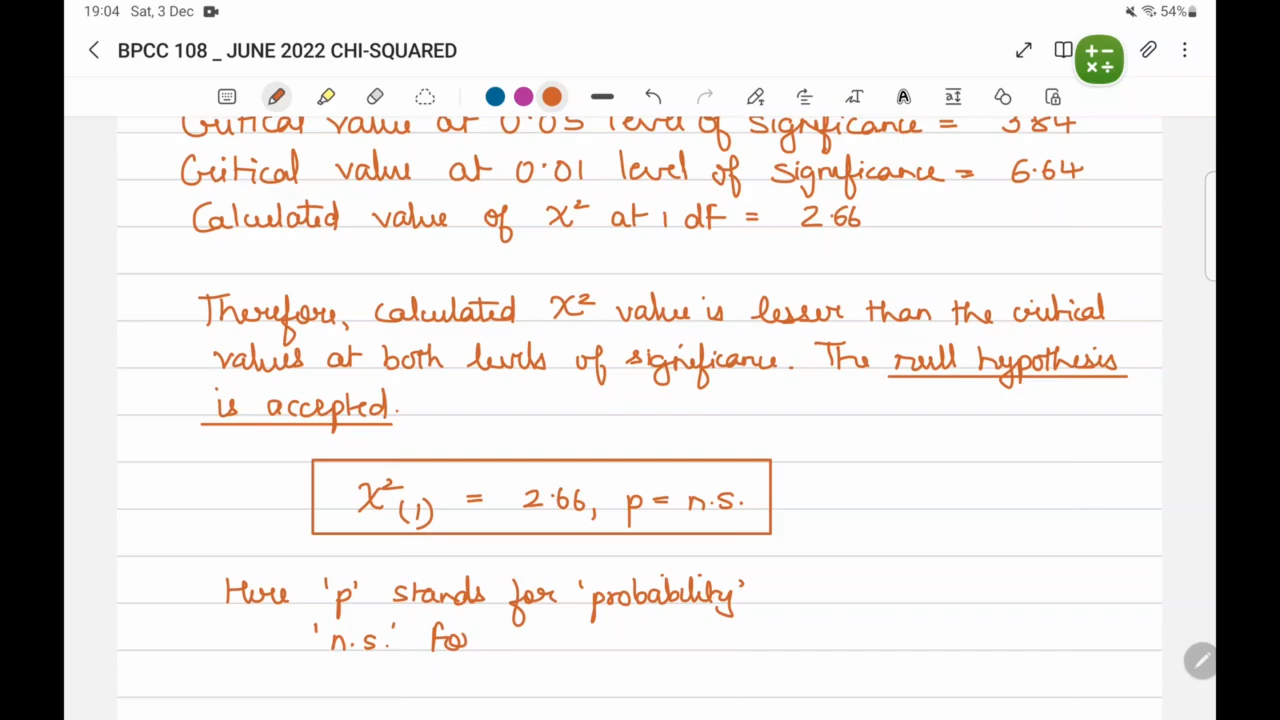 19:04 Sat, 3 Dec
54%
BPCC 108 _ JUNE 2022 CHI-SQUARED
Critical value at 0.05 level of significance = 3.84
Critical value at 0.01 level of significance = 6.64
Calculated value of χ² at 1 df = 2.66
Therefore, calculated χ² value is lesser than the critical
values at both levels of significance. The null hypothesis
is accepted.
χ²(1) = 2.66, p = n.s.
Here 'p' stands for 'probability'
'n.s.' for